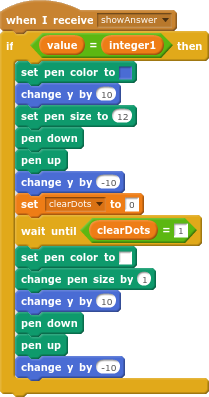 when I receive showAnswer
if value = integer1 then
set pen color to
change y by 10
set pen size to 12
pen down
pen up
change y by -10
set clearDots to 0
wait until clearDots = 1
set pen color to
change pen size by 1
change y by 10
pen down
pen up
change y by -10